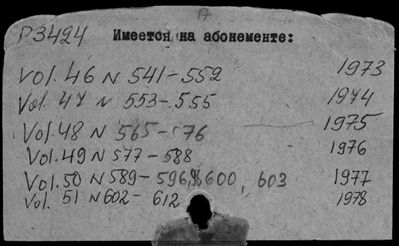 17
P3424 Имеется на абонементе:
Vol. 46 N 541-552 1973
Vol. 47 N 553-555 1974
Vol. 48 N 565-576 1975
Vol. 49 N 577-588 1976
Vol. 50 N 589-596, 600, 603 1977
Vol. 51 N 602-612 1978